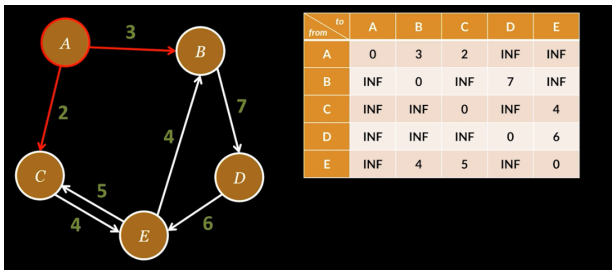 A
3
B
2
7
4
C
5
D
4
6
E
from to A B C D E
A 0 3 2 INF INF
B INF 0 INF 7 INF
C INF INF 0 INF 4
D INF INF INF 0 6
E INF 4 5 INF 0